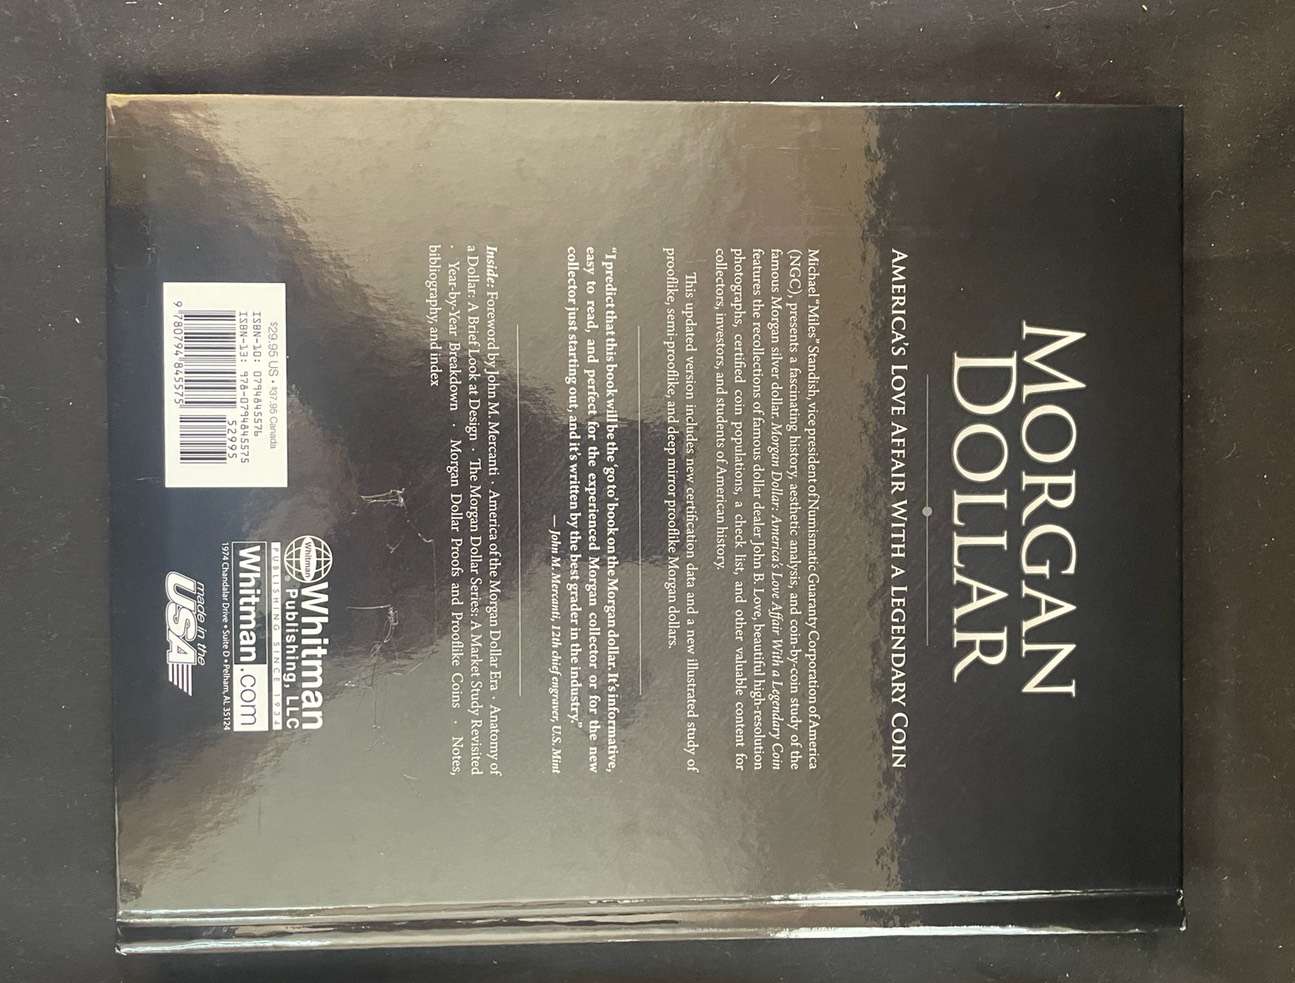 MORGAN
DOLLAR
AMERICA'S LOVE AFFAIR WITH A LEGENDARY COIN
Michael "Miles" Standish, vice president of Numismatic Guaranty Corporation of America
(NGC), presents a fascinating history, aesthetic analysis, and coin-by-coin study of the
famous Morgan silver dollar. Morgan Dollar: America's Love Affair With a Legendary Coin
features the recollections of famous dollar dealer John B. Love, beautiful high-resolution
photographs, certified coin populations, a check list, and other valuable content for
collectors, investors, and students of American history.
This updated version includes new certification data and a new illustrated study of
prooflike, semi-prooflike, and deep mirror prooflike Morgan dollars.
"I predict that this book will be the 'go to' book on the Morgan dollar. It's informative,
easy to read, and perfect for the experienced Morgan collector or for the new
collector just starting out, and it's written by the best grader in the industry."
— John M. Mercanti, 12th chief engraver, U.S. Mint
Inside: Foreword by John M. Mercanti · America of the Morgan Dollar Era · Anatomy of
a Dollar: A Brief Look at Design · The Morgan Dollar Series: A Market Study Revisited
· Year-by-Year Breakdown · Morgan Dollar Proofs and Prooflike Coins · Notes,
bibliography, and index
$29.95 US • $37.95 Canada
ISBN-10: 0794845576
ISBN-13: 978-0794845575
52995
9 780794 845575
Whitman
Whitman®
Publishing, LLC
PUBLISHING SINCE 1934
Whitman.com
1974 Chandalar Drive • Suite D • Pelham, AL 35124
made in the
USA